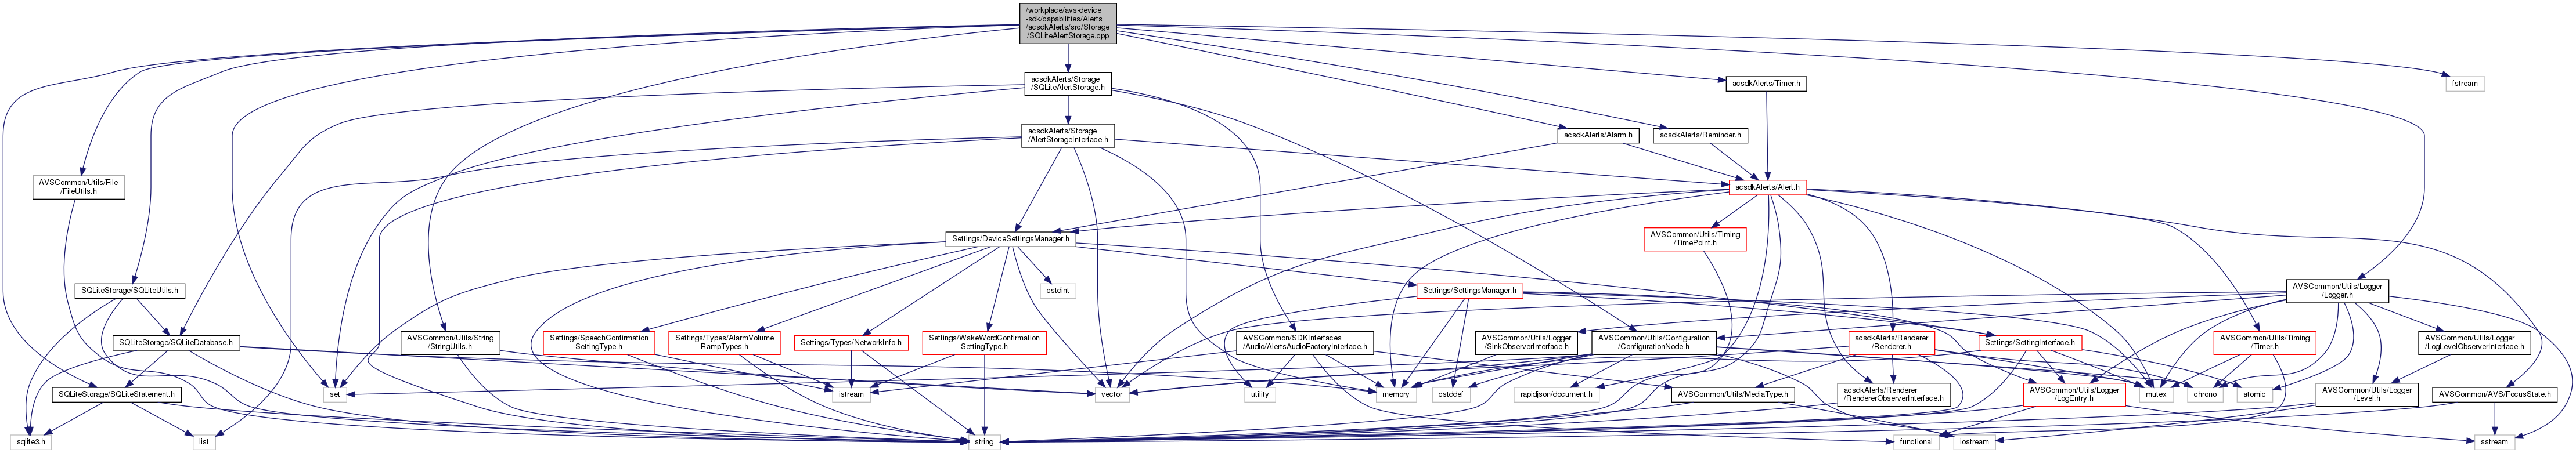 /workplace/avs-device
-sdk/capabilities/Alerts
/acsdkAlerts/src/Storage
/SQLiteAlertStorage.cpp
acsdkAlerts/Storage
/SQLiteAlertStorage.h
acsdkAlerts/Timer.h
fstream
acsdkAlerts/Storage
/AlertStorageInterface.h
acsdkAlerts/Alarm.h
acsdkAlerts/Reminder.h
AVSCommon/Utils/File
/FileUtils.h
acsdkAlerts/Alert.h
Settings/DeviceSettingsManager.h
AVSCommon/Utils/Timing
/TimePoint.h
SQLiteStorage/SQLiteUtils.h
cstdint
Settings/SettingsManager.h
AVSCommon/Utils/Logger
/Logger.h
SQLiteStorage/SQLiteDatabase.h
AVSCommon/Utils/String
/StringUtils.h
Settings/SpeechConfirmation
SettingType.h
Settings/Types/AlarmVolume
RampTypes.h
Settings/Types/NetworkInfo.h
Settings/WakeWordConfirmation
SettingType.h
AVSCommon/SDKInterfaces
/Audio/AlertsAudioFactoryInterface.h
AVSCommon/Utils/Logger
/SinkObserverInterface.h
AVSCommon/Utils/Configuration
/ConfigurationNode.h
acsdkAlerts/Renderer
/Renderer.h
Settings/SettingInterface.h
AVSCommon/Utils/Timing
/Timer.h
AVSCommon/Utils/Logger
/LogLevelObserverInterface.h
SQLiteStorage/SQLiteStatement.h
set
istream
vector
utility
memory
cstddef
rapidjson/document.h
AVSCommon/Utils/MediaType.h
acsdkAlerts/Renderer
/RendererObserverInterface.h
AVSCommon/Utils/Logger
/LogEntry.h
mutex
chrono
atomic
AVSCommon/Utils/Logger
/Level.h
AVSCommon/AVS/FocusState.h
sqlite3.h
list
string
functional
iostream
sstream